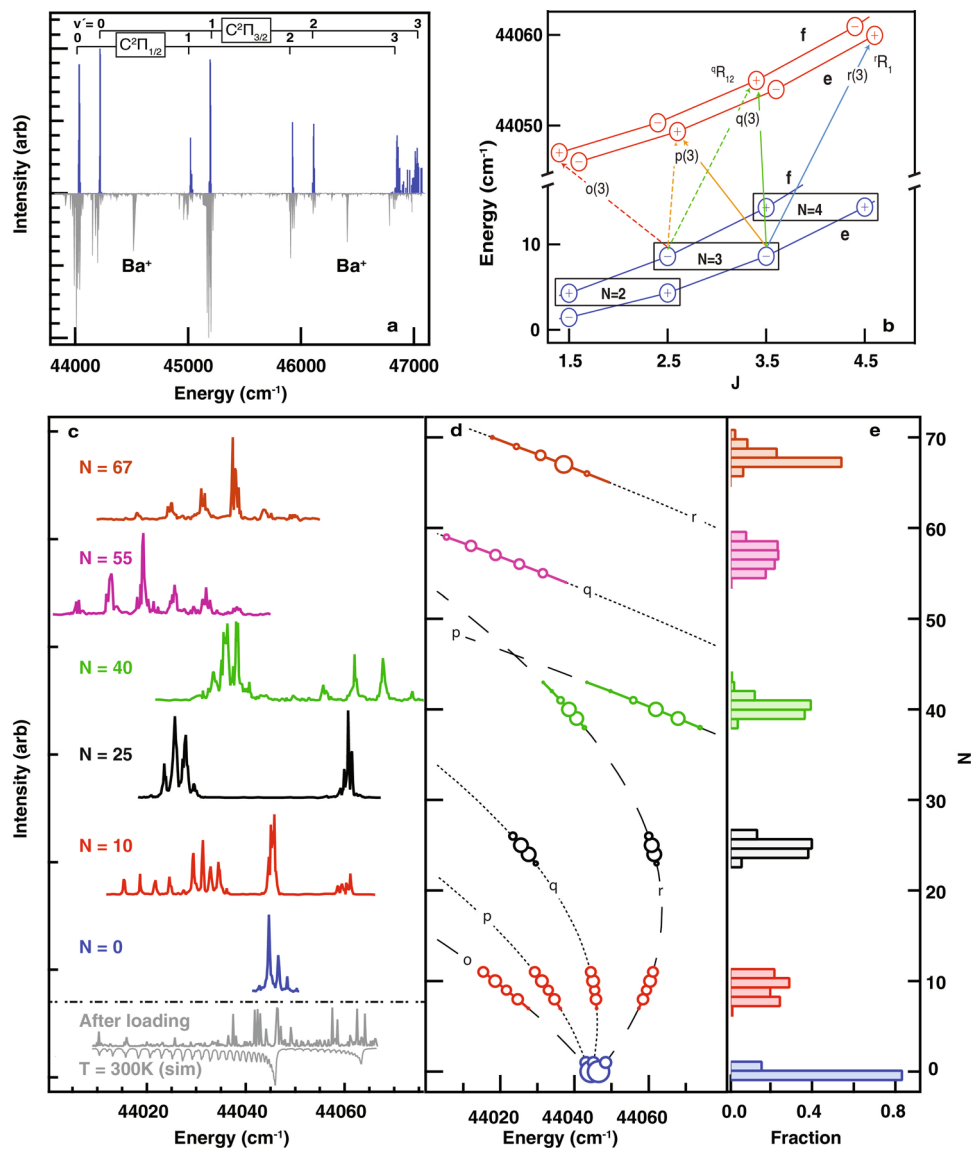 v´= 0 1 2 3
0 C²Π₁/₂ 1 C²Π₃/₂ 2 3
Intensity (arb)
Ba⁺ Ba⁺
a
44000 45000 46000 47000
Energy (cm⁻¹)
44060
44050
10
0
Energy (cm⁻¹)
f
e
ʳR₁
r(3)
qR₁₂
q(3)
p(3)
o(3)
f
e
N=4
N=3
N=2
b
1.5 2.5 3.5 4.5
J
c
N = 67
N = 55
N = 40
N = 25
N = 10
N = 0
After loading
T = 300K (sim)
Intensity (arb)
44020 44040 44060
Energy (cm⁻¹)
d
r
q
p
q
r
p
o
44020 44040 44060
Energy (cm⁻¹)
e
70
60
50
40
30
20
10
0
N
0.0 0.4 0.8
Fraction